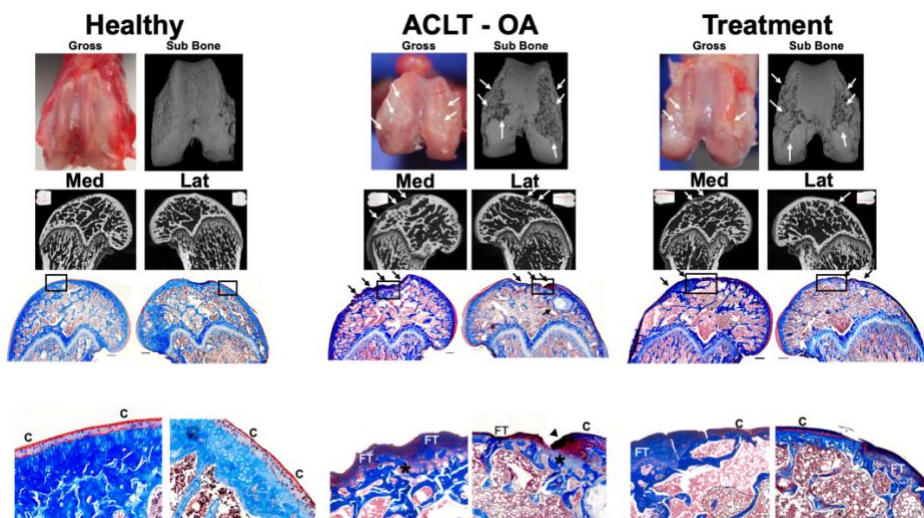 Healthy ACLT - OA Treatment
Gross Sub Bone Gross Sub Bone Gross Sub Bone
Med Lat Med Lat Med Lat
C C
C C
FT FT * FT C *
FT C C FT